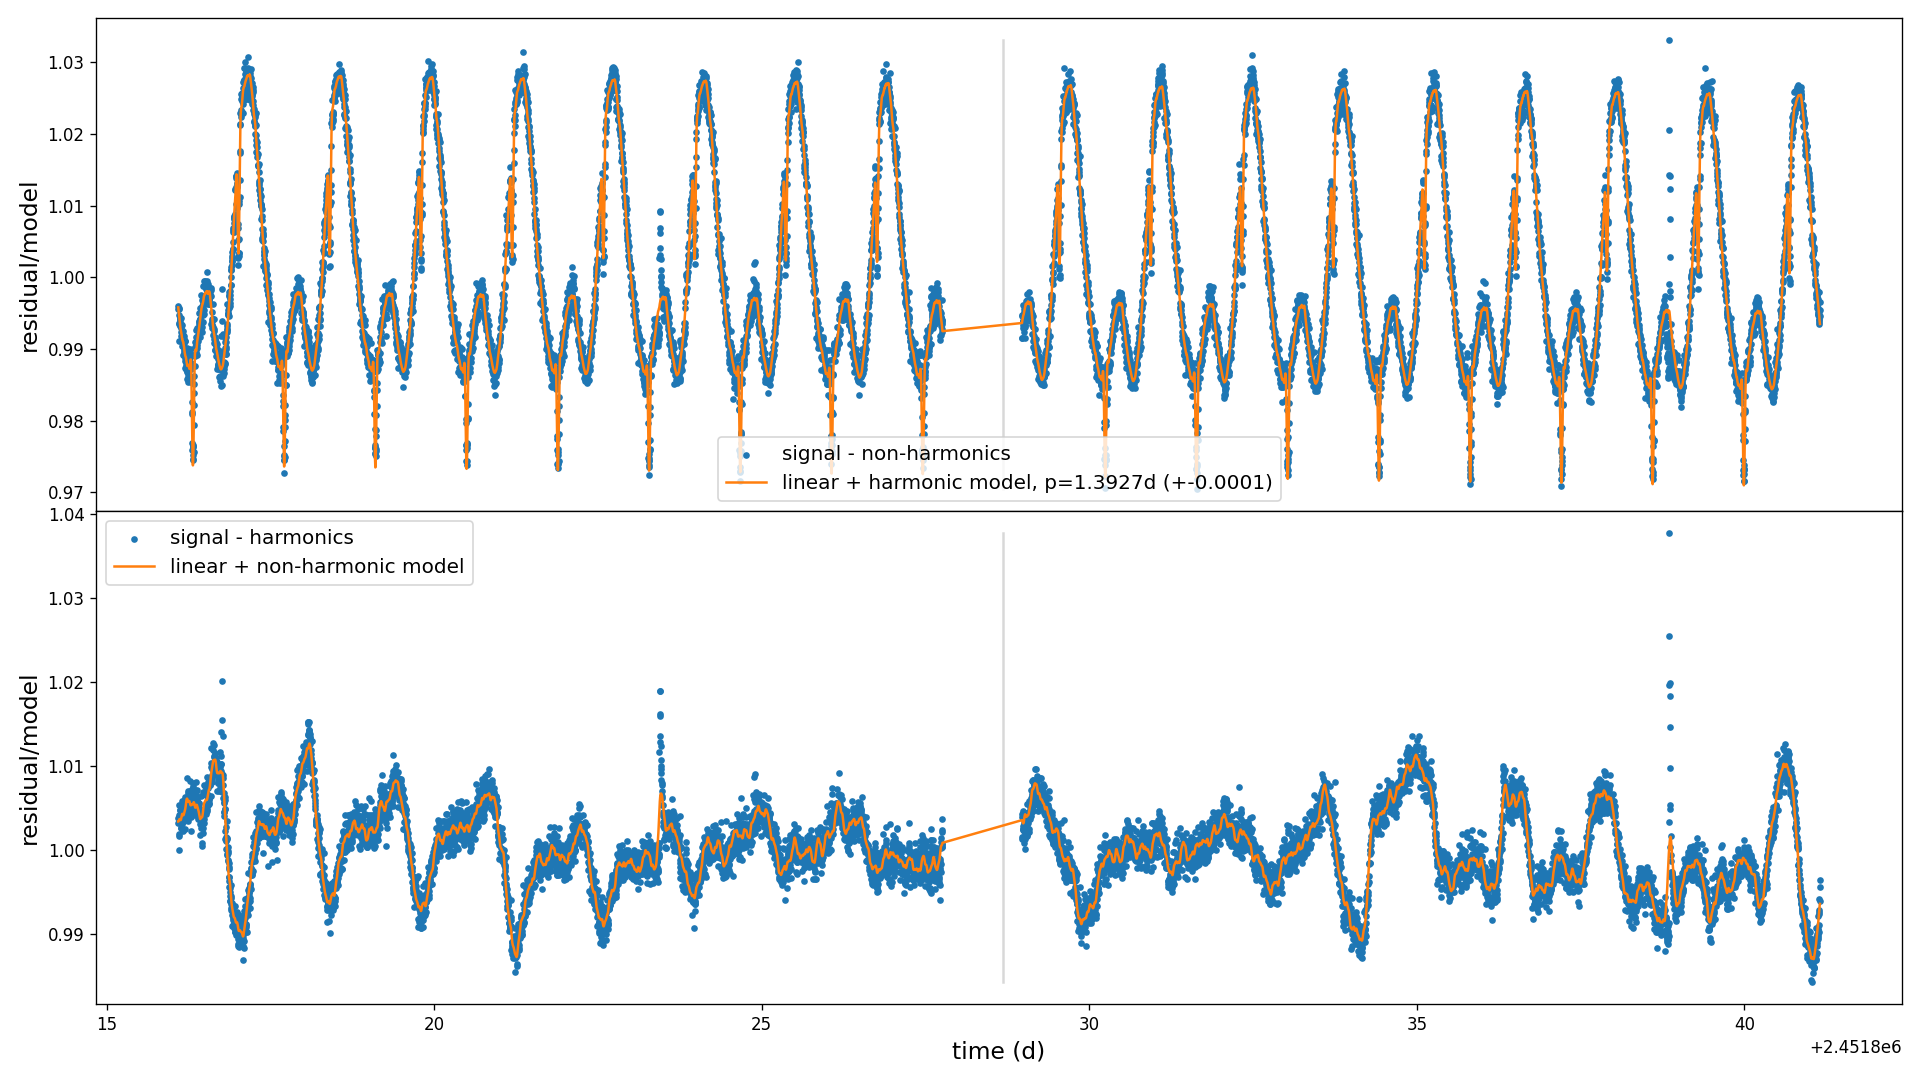 1.03
1.02
1.01
1.00
0.99
0.98
0.97
residual/model
signal - non-harmonics
linear + harmonic model, p=1.3927d (+-0.0001)
1.04
1.03
1.02
1.01
1.00
0.99
residual/model
signal - harmonics
linear + non-harmonic model
15
20
25
30
35
40
time (d)
+2.4518e6